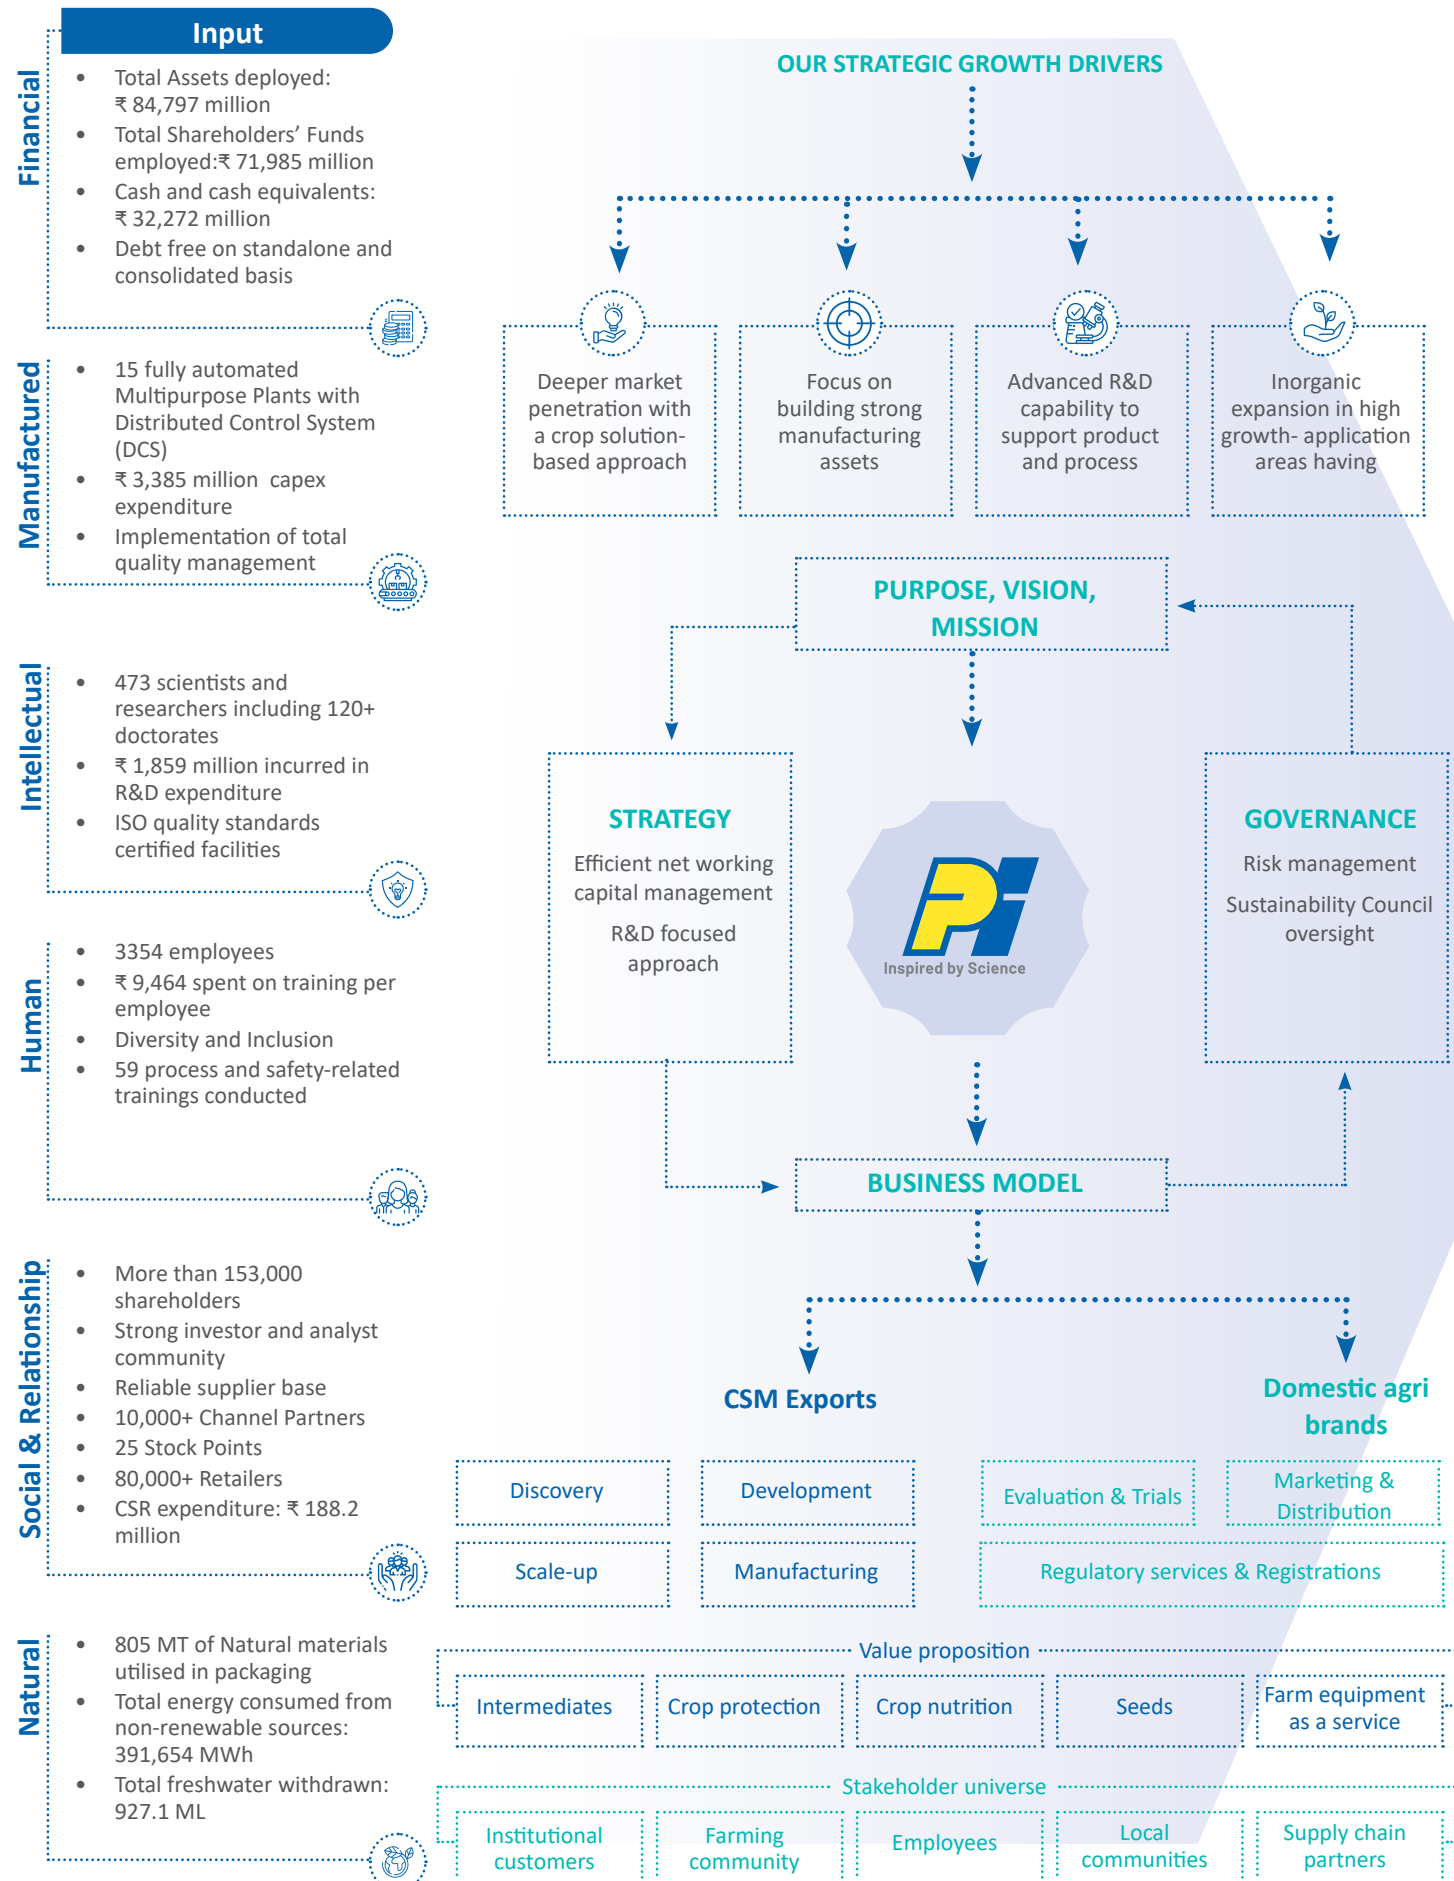 Input
Financial
• Total Assets deployed:
₹ 84,797 million
• Total Shareholders’ Funds
employed:₹ 71,985 million
• Cash and cash equivalents:
₹ 32,272 million
• Debt free on standalone and
consolidated basis
Manufactured
• 15 fully automated
Multipurpose Plants with
Distributed Control System
(DCS)
• ₹ 3,385 million capex
expenditure
• Implementation of total
quality management
Intellectual
• 473 scientists and
researchers including 120+
doctorates
• ₹ 1,859 million incurred in
R&D expenditure
• ISO quality standards
certified facilities
Human
• 3354 employees
• ₹ 9,464 spent on training per
employee
• Diversity and Inclusion
• 59 process and safety-related
trainings conducted
Social & Relationship
• More than 153,000
shareholders
• Strong investor and analyst
community
• Reliable supplier base
• 10,000+ Channel Partners
• 25 Stock Points
• 80,000+ Retailers
• CSR expenditure: ₹ 188.2
million
Natural
• 805 MT of Natural materials
utilised in packaging
• Total energy consumed from
non-renewable sources:
391,654 MWh
• Total freshwater withdrawn:
927.1 ML
OUR STRATEGIC GROWTH DRIVERS
Deeper market
penetration with
a crop solution-
based approach
Focus on
building strong
manufacturing
assets
Advanced R&D
capability to
support product
and process
Inorganic
expansion in high
growth- application
areas having
PURPOSE, VISION,
MISSION
STRATEGY
Efficient net working
capital management
R&D focused
approach
Pi
Inspired by Science
GOVERNANCE
Risk management
Sustainability Council
oversight
BUSINESS MODEL
CSM Exports
Discovery
Development
Scale-up
Manufacturing
Domestic agri
brands
Evaluation & Trials
Marketing &
Distribution
Regulatory services & Registrations
Value proposition
Intermediates
Crop protection
Crop nutrition
Seeds
Farm equipment
as a service
Stakeholder universe
Institutional
customers
Farming
community
Employees
Local
communities
Supply chain
partners